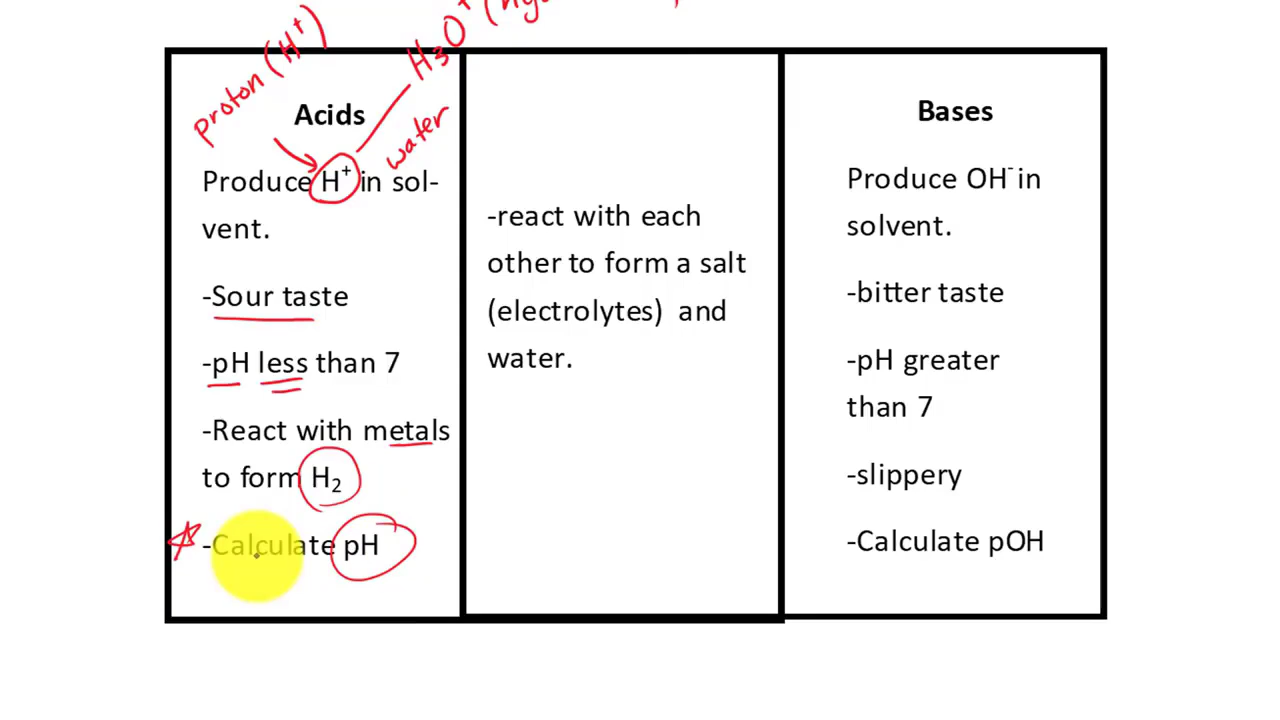 proton (H⁺)
H₃O⁺
water
Acids
Produce H⁺ in sol-
vent.
-Sour taste
-pH less than 7
-React with metals
to form H₂
-Calculate pH
-react with each
other to form a salt
(electrolytes) and
water.
Bases
Produce OH⁻ in
solvent.
-bitter taste
-pH greater
than 7
-slippery
-Calculate pOH